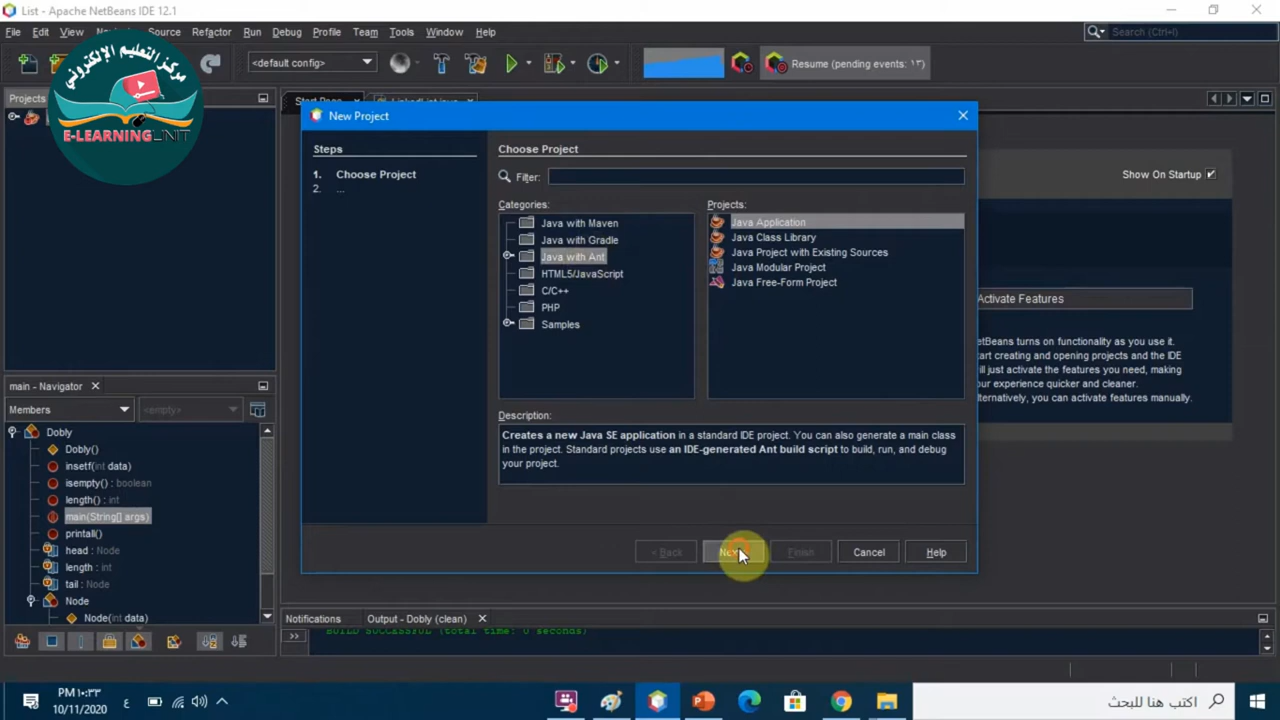 List - Apache NetBeans IDE 12.1
File Edit View Source Refactor Run Debug Profile Team Tools Window Help
Search (Ctrl+I)
<default config>
Resume (pending events: ١٣)
مركز التعليم الإلكتروني
E-LEARNING UNIT
Projects
Start Page
LinkedList.java
New Project
Steps
1. Choose Project
2. ...
Choose Project
Filter:
Categories:
Java with Maven
Java with Gradle
Java with Ant
HTML5/JavaScript
C/C++
PHP
Samples
Projects:
Java Application
Java Class Library
Java Project with Existing Sources
Java Modular Project
Java Free-Form Project
Description:
Creates a new Java SE application in a standard IDE project. You can also generate a main class
in the project. Standard projects use an IDE-generated Ant build script to build, run, and debug
your project.
< Back
Finish
Cancel
Help
Show On Startup
Activate Features
NetBeans turns on functionality as you use it.
creating and opening projects and the IDE
just activate the features you need, making
your experience quicker and cleaner.
alternatively, you can activate features manually.
main - Navigator
Members
<empty>
Dobly
Dobly()
insetf(int data)
isempty() : boolean
length() : int
main(String[] args)
printall()
head : Node
length : int
tail : Node
Node
Node(int data)
Notifications
Output - Dobly (clean)
BUILD SUCCESSFUL (total time: 0 seconds)
PM ١٠:٣٣
10/11/2020
ع
اكتب هنا للبحث